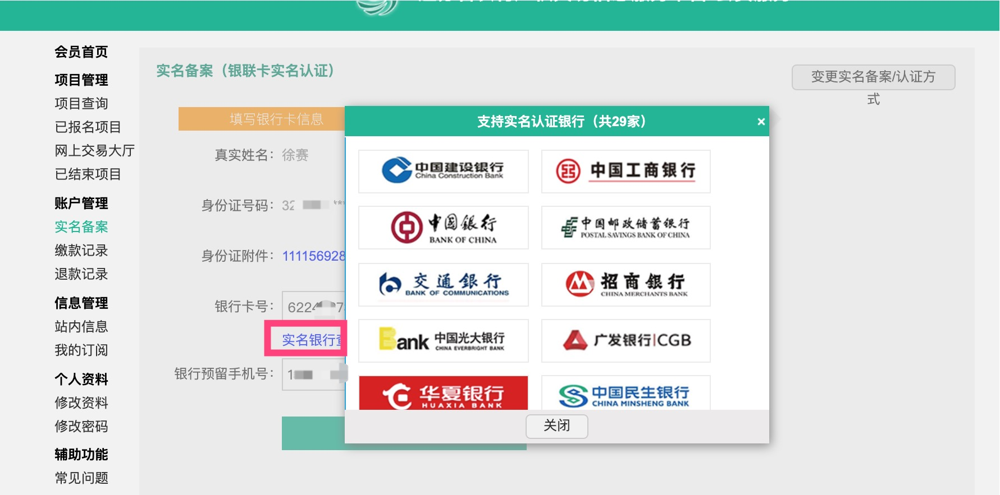 会员首页
项目管理
项目查询
已报名项目
网上交易大厅
已结束项目
账户管理
实名备案
缴款记录
退款记录
信息管理
站内信息
我的订阅
个人资料
修改资料
修改密码
辅助功能
常见问题
实名备案（银联卡实名认证）
变更实名备案/认证方
式
填写银行卡信息
真实姓名： 徐赛
身份证号码： 32 ***
身份证附件： 111156928
银行卡号： 6224 7
实名银行
银行预留手机号： 1
支持实名认证银行（共29家） ×
中国建设银行
China Construction Bank
中国工商银行
中国銀行
BANK OF CHINA
中国邮政储蓄银行
POSTAL SAVINGS BANK OF CHINA
交通銀行
BANK OF COMMUNICATIONS
招商银行
CHINA MERCHANTS BANK
Bank 中国光大银行
CHINA EVERBRIGHT BANK
广发银行|CGB
华夏银行
HUAXIA BANK
中国民生银行
CHINA MINSHENG BANK
关闭